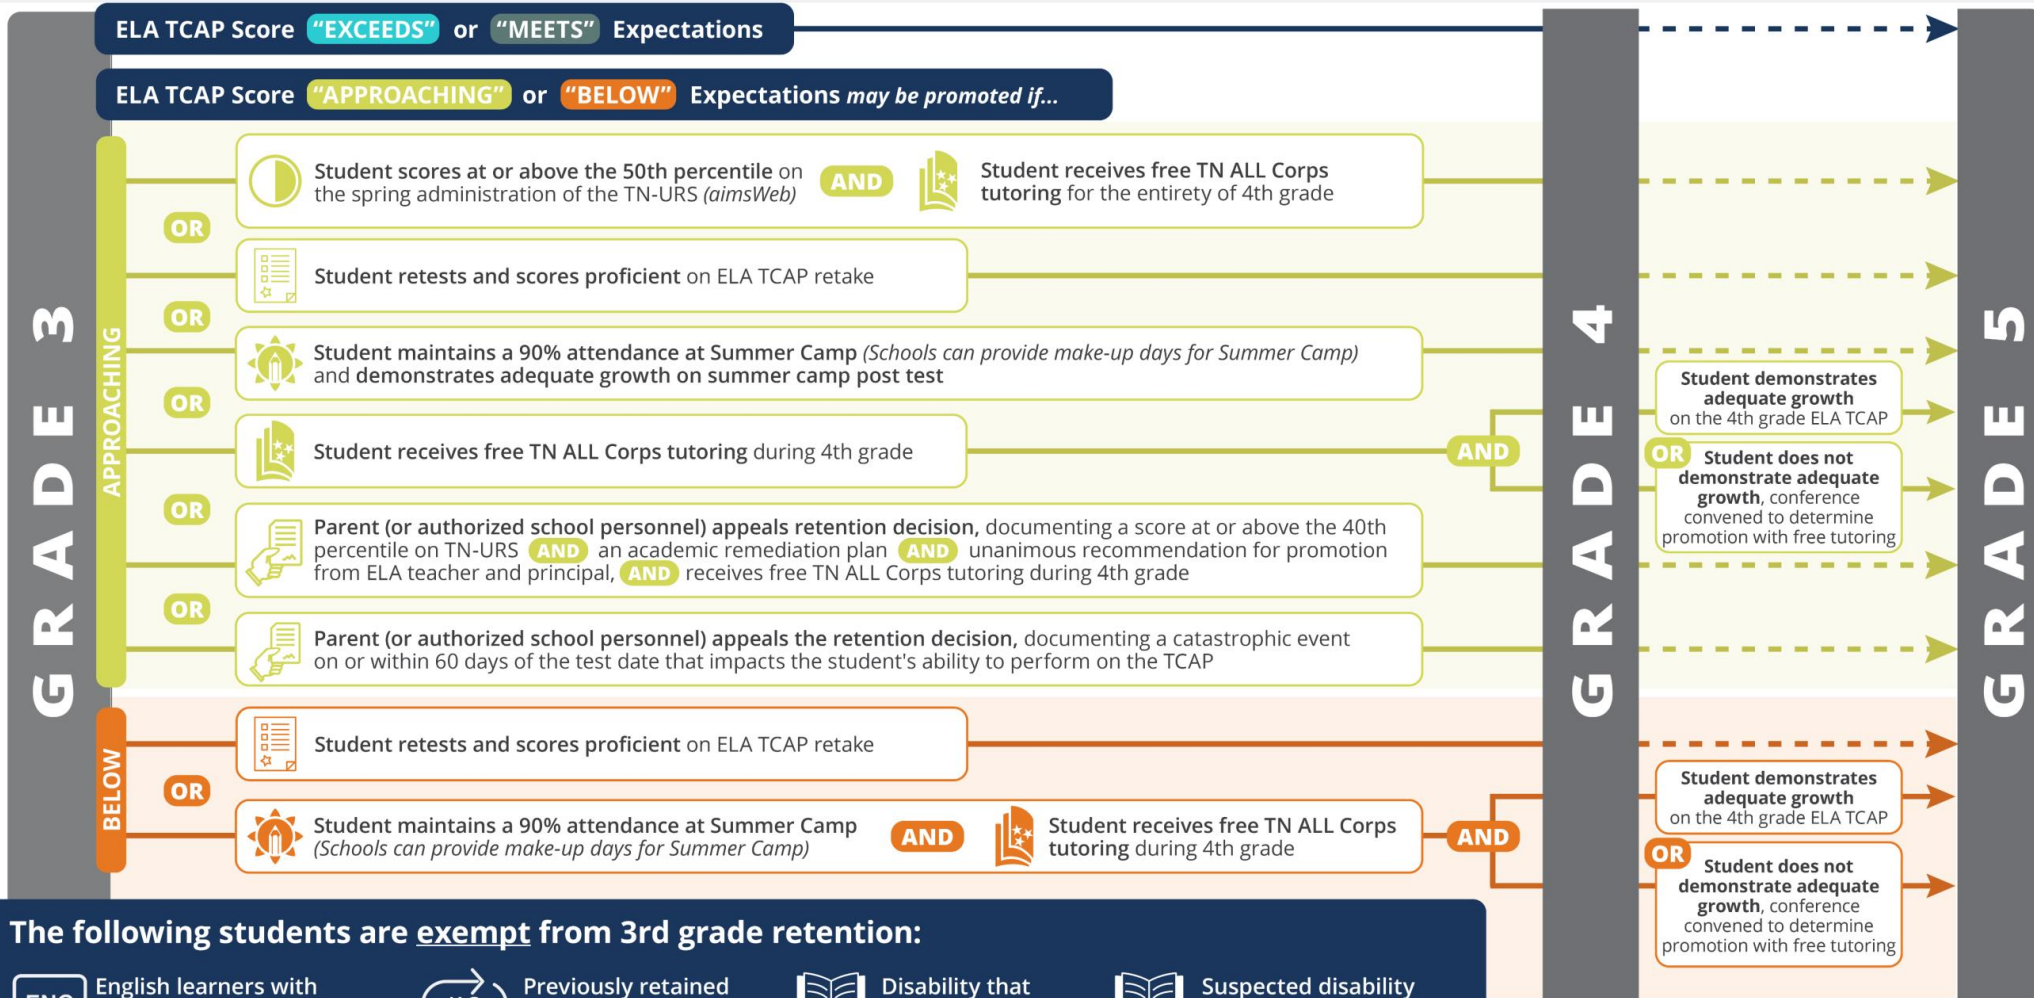 ELA TCAP Score “EXCEEDS” or “MEETS” Expectations
ELA TCAP Score “APPROACHING” or “BELOW” Expectations may be promoted if...
GRADE 3
APPROACHING
Student scores at or above the 50th percentile on
the spring administration of the TN-URS (aimsWeb)
AND
Student receives free TN ALL Corps
tutoring for the entirety of 4th grade
OR
Student retests and scores proficient on ELA TCAP retake
OR
Student maintains a 90% attendance at Summer Camp (Schools can provide make-up days for Summer Camp)
and demonstrates adequate growth on summer camp post test
OR
Student receives free TN ALL Corps tutoring during 4th grade
AND
OR
Parent (or authorized school personnel) appeals retention decision, documenting a score at or above the 40th
percentile on TN-URS AND an academic remediation plan AND unanimous recommendation for promotion
from ELA teacher and principal, AND receives free TN ALL Corps tutoring during 4th grade
OR
Parent (or authorized school personnel) appeals the retention decision, documenting a catastrophic event
on or within 60 days of the test date that impacts the student's ability to perform on the TCAP
BELOW
Student retests and scores proficient on ELA TCAP retake
OR
Student maintains a 90% attendance at Summer Camp
(Schools can provide make-up days for Summer Camp)
AND
Student receives free TN ALL Corps
tutoring during 4th grade
AND
GRADE 4
Student demonstrates
adequate growth
on the 4th grade ELA TCAP
OR
Student does not
demonstrate adequate
growth, conference
convened to determine
promotion with free tutoring
Student demonstrates
adequate growth
on the 4th grade ELA TCAP
OR
Student does not
demonstrate adequate
growth, conference
convened to determine
promotion with free tutoring
GRADE 5
The following students are exempt from 3rd grade retention:
English learners with
Previously retained
Disability that
Suspected disability